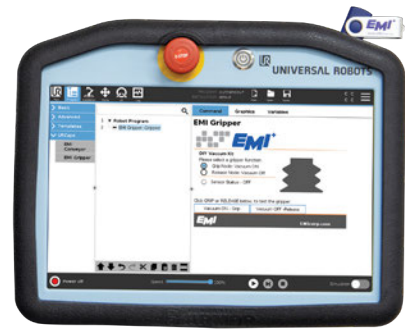 EMI
UNIVERSAL ROBOTS
Basic
Advanced
Templates
URCaps
EMI
Conveyor
EMI Gripper
Robot Program
EMI Gripper: Gripper
Command Graphics Variables
EMI Gripper
EMI
Off Vacuum Kit
Please select a gripper function
Grip Node: Vacuum ON
Release Node: Vacuum Off
Sensor Status - OFF
Click GRIP or RELEASE below, to test the gripper
Vacuum ON - Grip Vacuum OFF - Release
EMI
EMIcorp.com
Power off
Speed
100%
Simulation